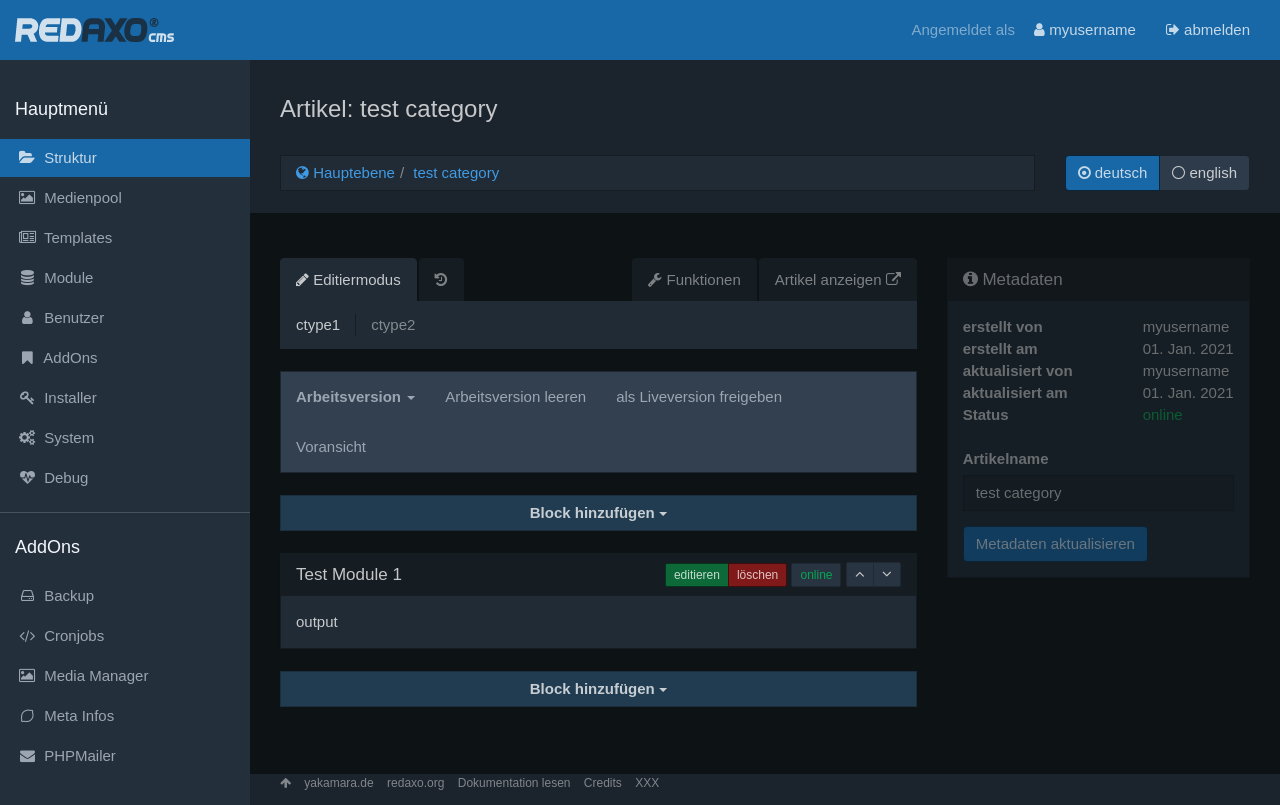 REDAXO® cms
Angemeldet als myusername abmelden
Hauptmenü
Struktur
Medienpool
Templates
Module
Benutzer
AddOns
Installer
System
Debug
AddOns
Backup
Cronjobs
Media Manager
Meta Infos
PHPMailer
Artikel: test category
Hauptebene / test category
deutsch english
Editiermodus Funktionen Artikel anzeigen
ctype1 ctype2
Arbeitsversion Arbeitsversion leeren als Liveversion freigeben
Voransicht
Block hinzufügen
Test Module 1 editieren löschen online
output
Block hinzufügen
Metadaten
erstellt von myusername
erstellt am 01. Jan. 2021
aktualisiert von myusername
aktualisiert am 01. Jan. 2021
Status online
Artikelname
test category
Metadaten aktualisieren
yakamara.de redaxo.org Dokumentation lesen Credits XXX